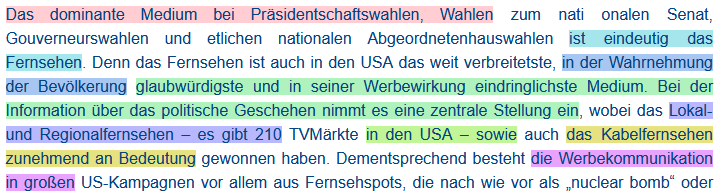 Das dominante Medium bei Präsidentschaftswahlen, Wahlen zum nati onalen Senat,
Gouverneurswahlen und etlichen nationalen Abgeordnetenhauswahlen ist eindeutig das
Fernsehen. Denn das Fernsehen ist auch in den USA das weit verbreitetste, in der Wahrnehmung
der Bevölkerung glaubwürdigste und in seiner Werbewirkung eindringlichste Medium. Bei der
Information über das politische Geschehen nimmt es eine zentrale Stellung ein, wobei das Lokal-
und Regionalfernsehen – es gibt 210 TVMärkte in den USA – sowie auch das Kabelfernsehen
zunehmend an Bedeutung gewonnen haben. Dementsprechend besteht die Werbekommunikation
in großen US-Kampagnen vor allem aus Fernsehspots, die nach wie vor als „nuclear bomb“ oder